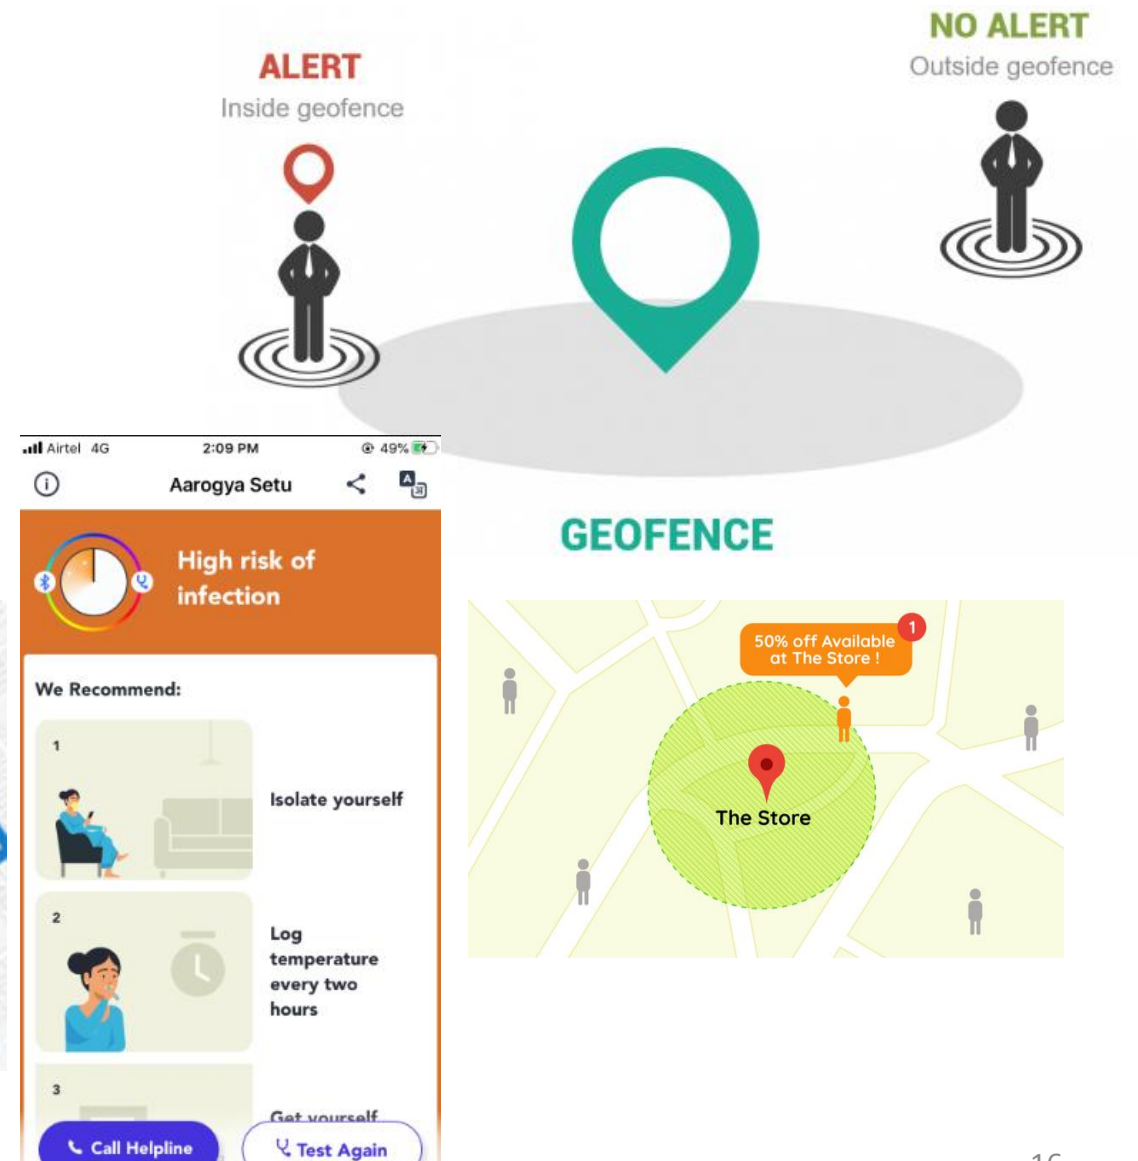 NO ALERT
Outside geofence
ALERT
Inside geofence
GEOFENCE
Airtel 4G 2:09 PM 49%
Aarogya Setu
High risk of
infection
We Recommend:
1
Isolate yourself
2
Log
temperature
every two
hours
3
Get yourself
Call Helpline
Test Again
1
50% off Available
at The Store !
The Store
16